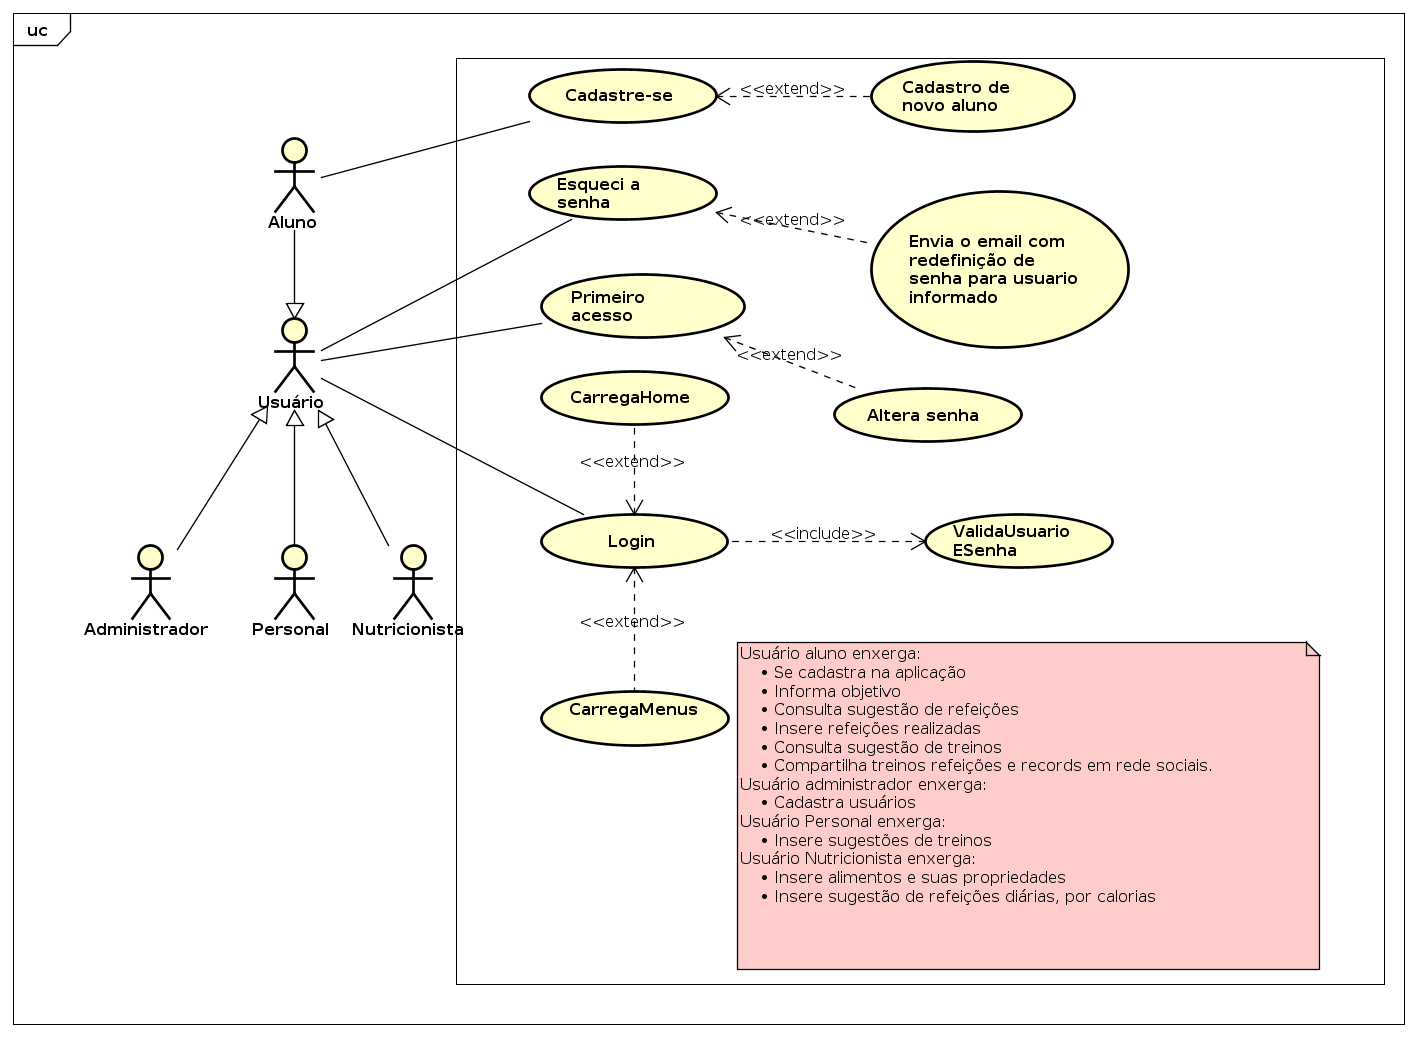 uc
Cadastre-se
<<extend>>
Cadastro de
novo aluno
Aluno
Esqueci a
senha
<<extend>>
Envia o email com
redefinição de
senha para usuario
informado
Usuário
Primeiro
acesso
<<extend>>
CarregaHome
Altera senha
<<extend>>
Login
<<include>>
ValidaUsuario
ESenha
Administrador
Personal
Nutricionista
<<extend>>
CarregaMenus
Usuário aluno enxerga:
• Se cadastra na aplicação
• Informa objetivo
• Consulta sugestão de refeições
• Insere refeições realizadas
• Consulta sugestão de treinos
• Compartilha treinos refeições e records em rede sociais.
Usuário administrador enxerga:
• Cadastra usuários
Usuário Personal enxerga:
• Insere sugestões de treinos
Usuário Nutricionista enxerga:
• Insere alimentos e suas propriedades
• Insere sugestão de refeições diárias, por calorias